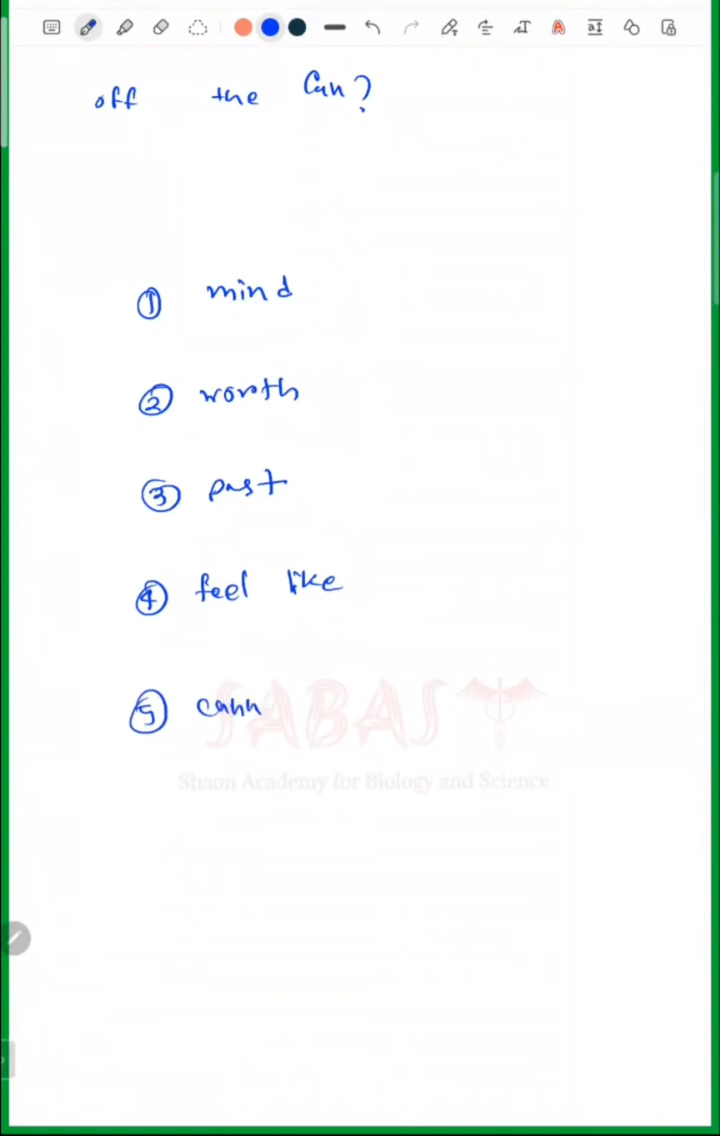 off the Can?
① mind
② worth
③ past
④ feel like
⑤ cann
SABAS
Shaon Academy for Biology and Science